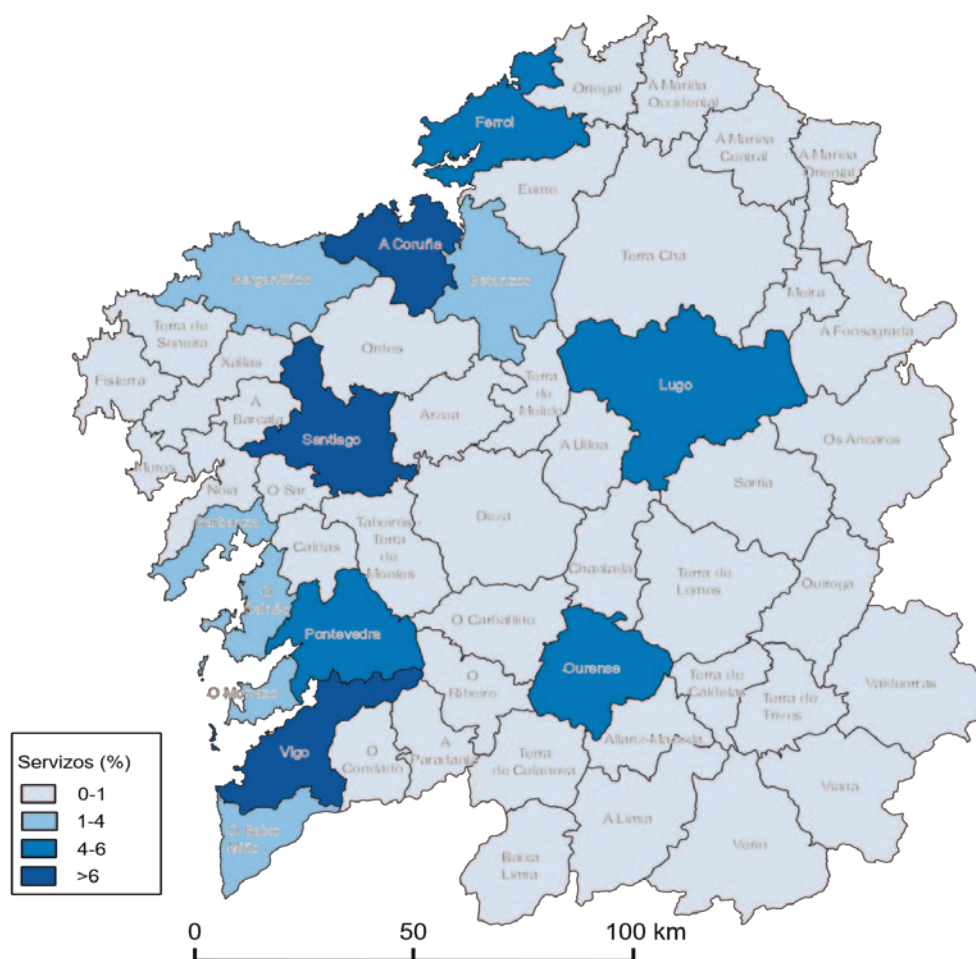 Ortegal
A Mariña
Occidental
Ferrol
A Mariña
Central
A Mariña
Oriental
Eume
A Coruña
Terra Chá
Bergantiños
Betanzos
Meira
Terra de
Soneira
Ordes
A Fonsagrada
Xallas
Fisterra
Terra
de
Melide
Lugo
A
Barcala
Arzúa
Santiago
A Ulloa
Os Ancares
Muros
Sarria
Noia
O Sar
Barbanza
Deza
Tabeirós
Terra
de
Montes
Caldas
Chantada
Terra de
Lemos
Quiroga
O
Salnés
O Carballiño
Pontevedra
Ourense
O
Ribeiro
Terra de
Caldelas
Valdeorras
O Morrazo
Terra de
Trives
Allariz-Maceda
Vigo
O
Condado
A
Paradanta
Terra
de Celanova
Viana
A Limia
O Baixo
Miño
Verín
Baixa
Limia
Servizos (%)
0-1
1-4
4-6
>6
0 50 100 km